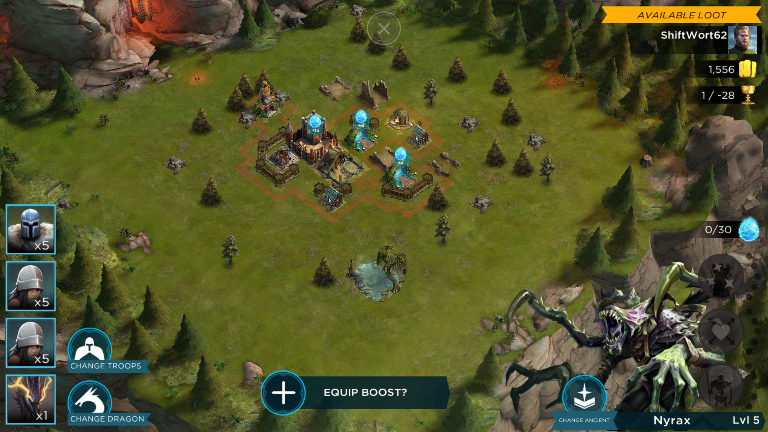 AVAILABLE LOOT
ShiftWort62
1,556
1 / -28
0/30
x5
x5
x5
x1
CHANGE TROOPS
CHANGE DRAGON
EQUIP BOOST?
CHANGE ANCIENT
Nyrax Lvl 5